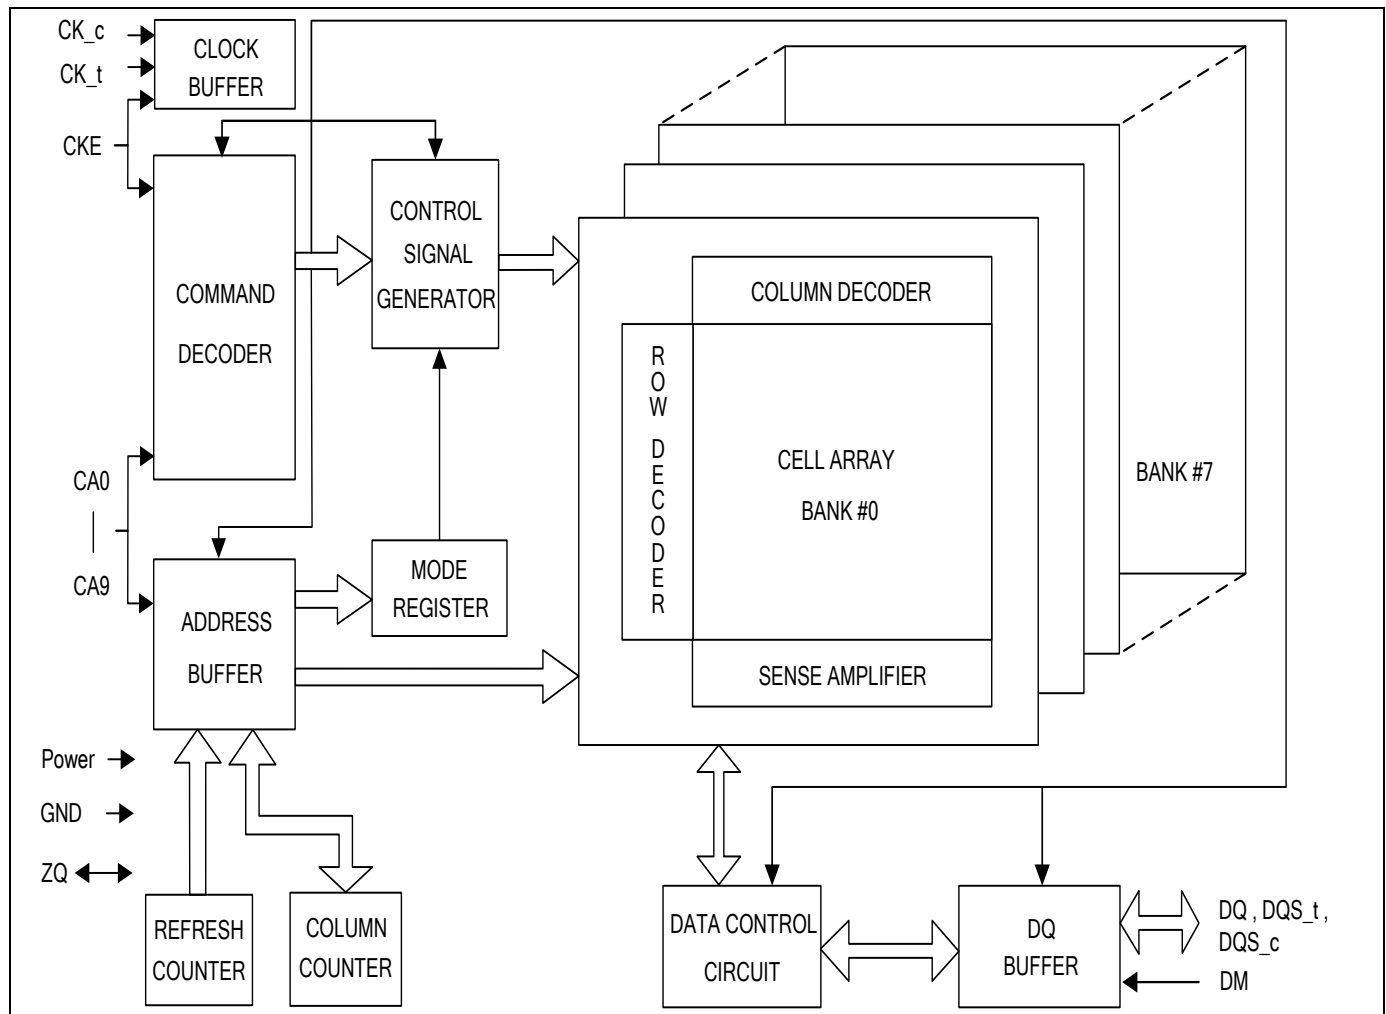 CK_c
CK_t
CKE
CLOCK
BUFFER
COMMAND
DECODER
CONTROL
SIGNAL
GENERATOR
COLUMN DECODER
ROW DECODER
CELL ARRAY
BANK #0
SENSE AMPLIFIER
BANK #7
CA0
CA9
ADDRESS
BUFFER
MODE
REGISTER
Power
GND
ZQ
REFRESH
COUNTER
COLUMN
COUNTER
DATA CONTROL
CIRCUIT
DQ
BUFFER
DQ , DQS_t ,
DQS_c
DM